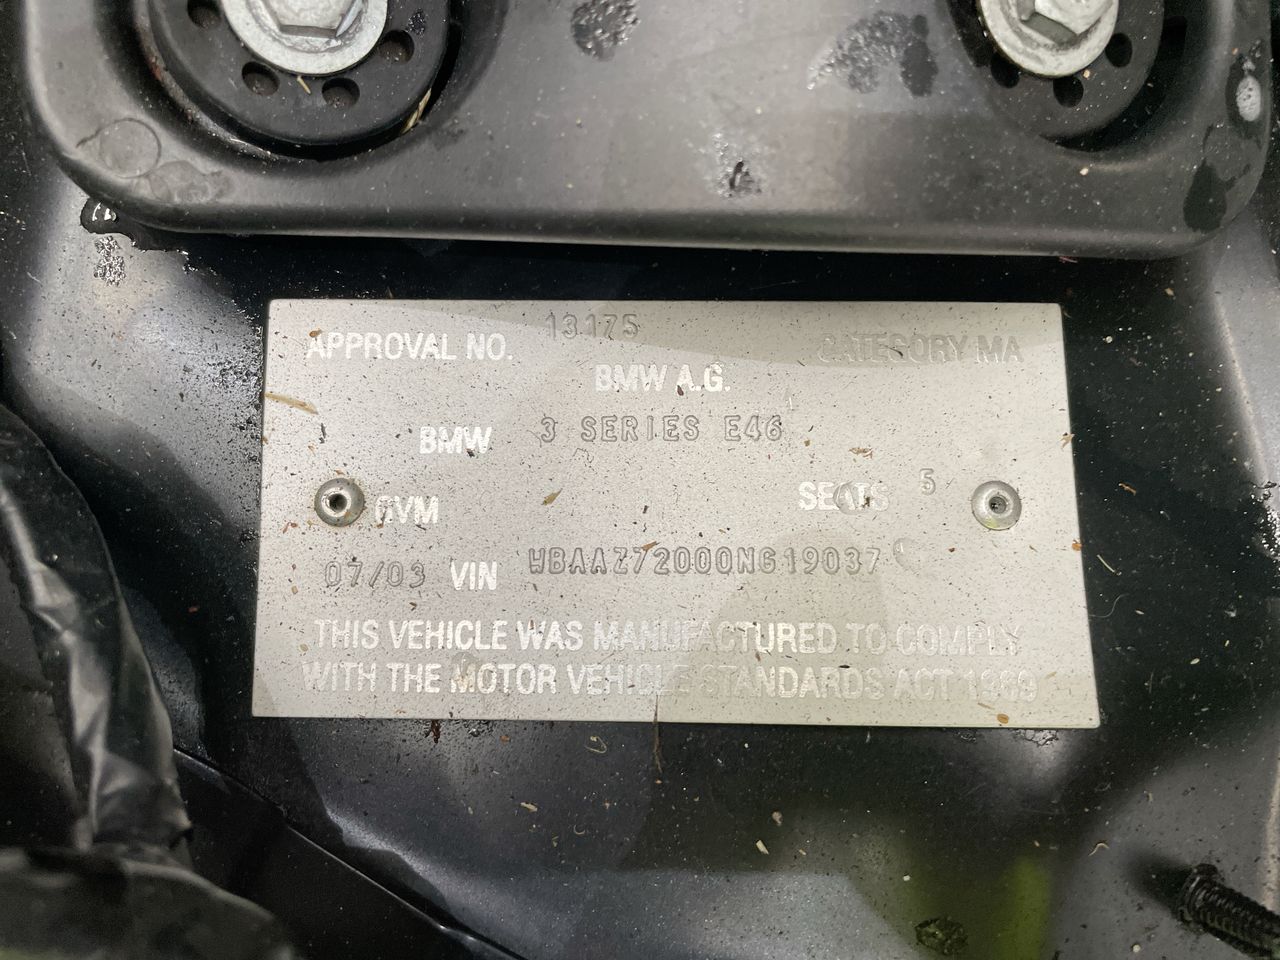 APPROVAL NO. 13175 CATEGORY MA
BMW A.G.
BMW 3 SERIES E46
GVM SEATS 5
07/03 VIN WBAAZ72000NG19037
THIS VEHICLE WAS MANUFACTURED TO COMPLY
WITH THE MOTOR VEHICLE STANDARDS ACT 1989